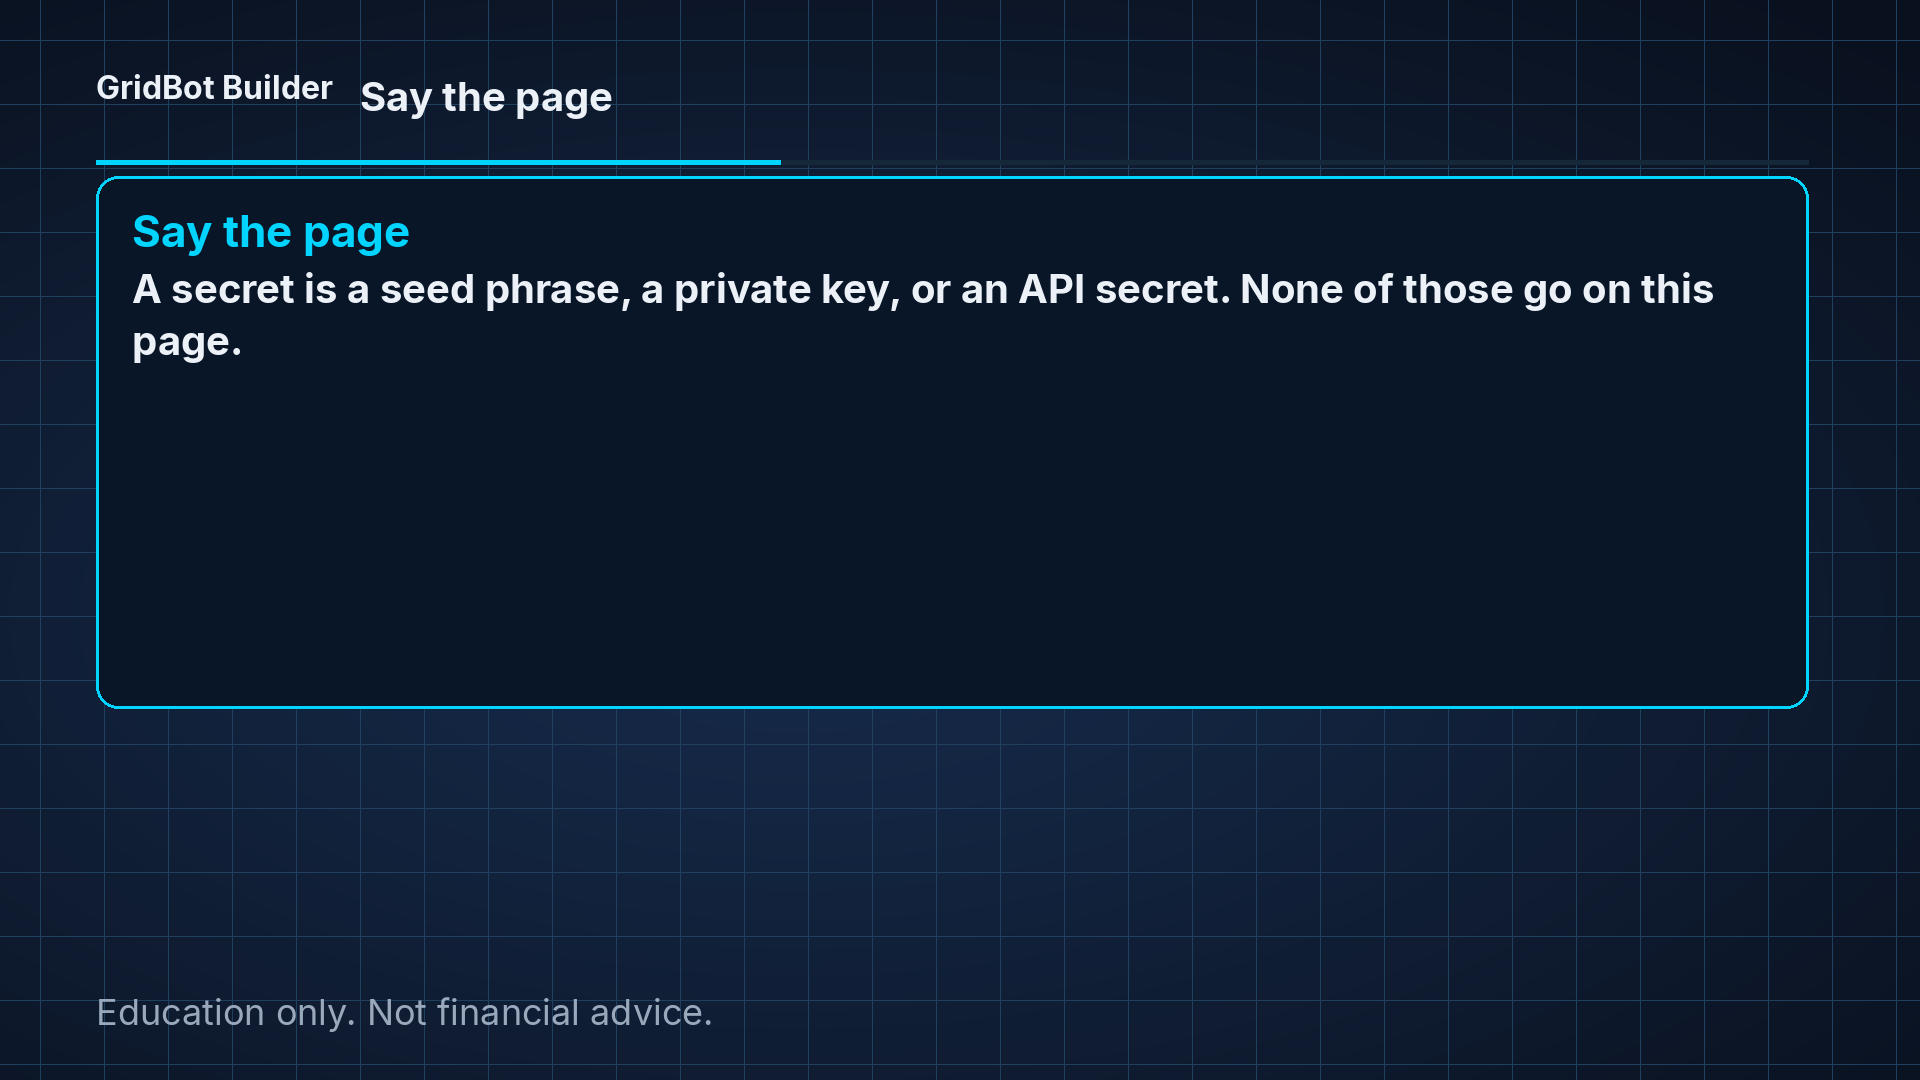 GridBot Builder
Say the page
Say the page
A secret is a seed phrase, a private key, or an API secret. None of those go on this
page.
Education only. Not financial advice.